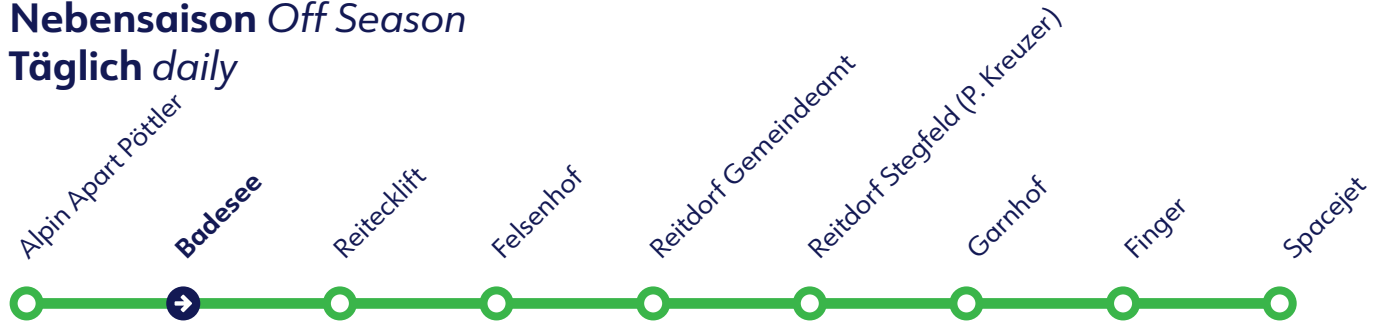 Nebensaison Off Season
Täglich daily
Alpin Apart Pöttler
Badesee
Reitecklift
Felsenhof
Reitdorf Gemeindeamt
Reitdorf Stegfeld (P. Kreuzer)
Garnhof
Finger
Spacejet